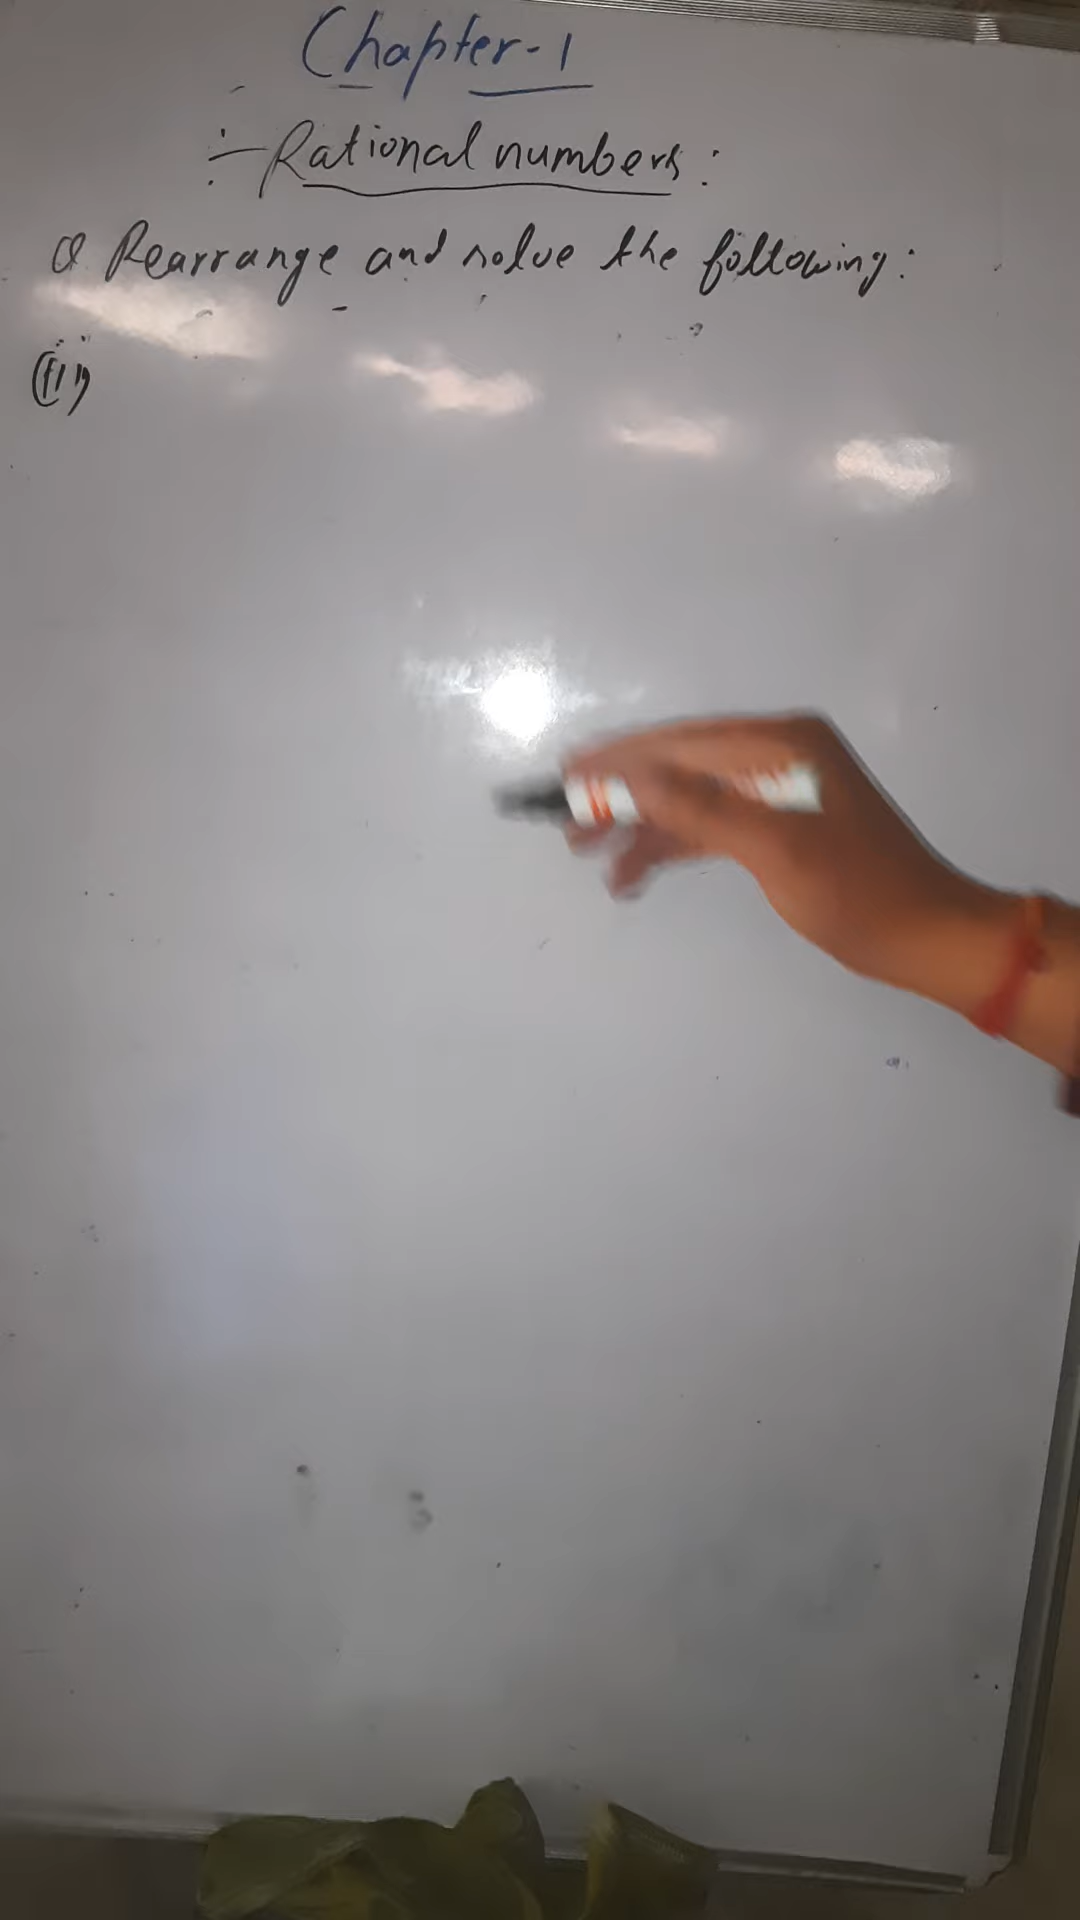 Chapter-1
:- Rational numbers:
Q. Rearrange and solve the following:
(iii)